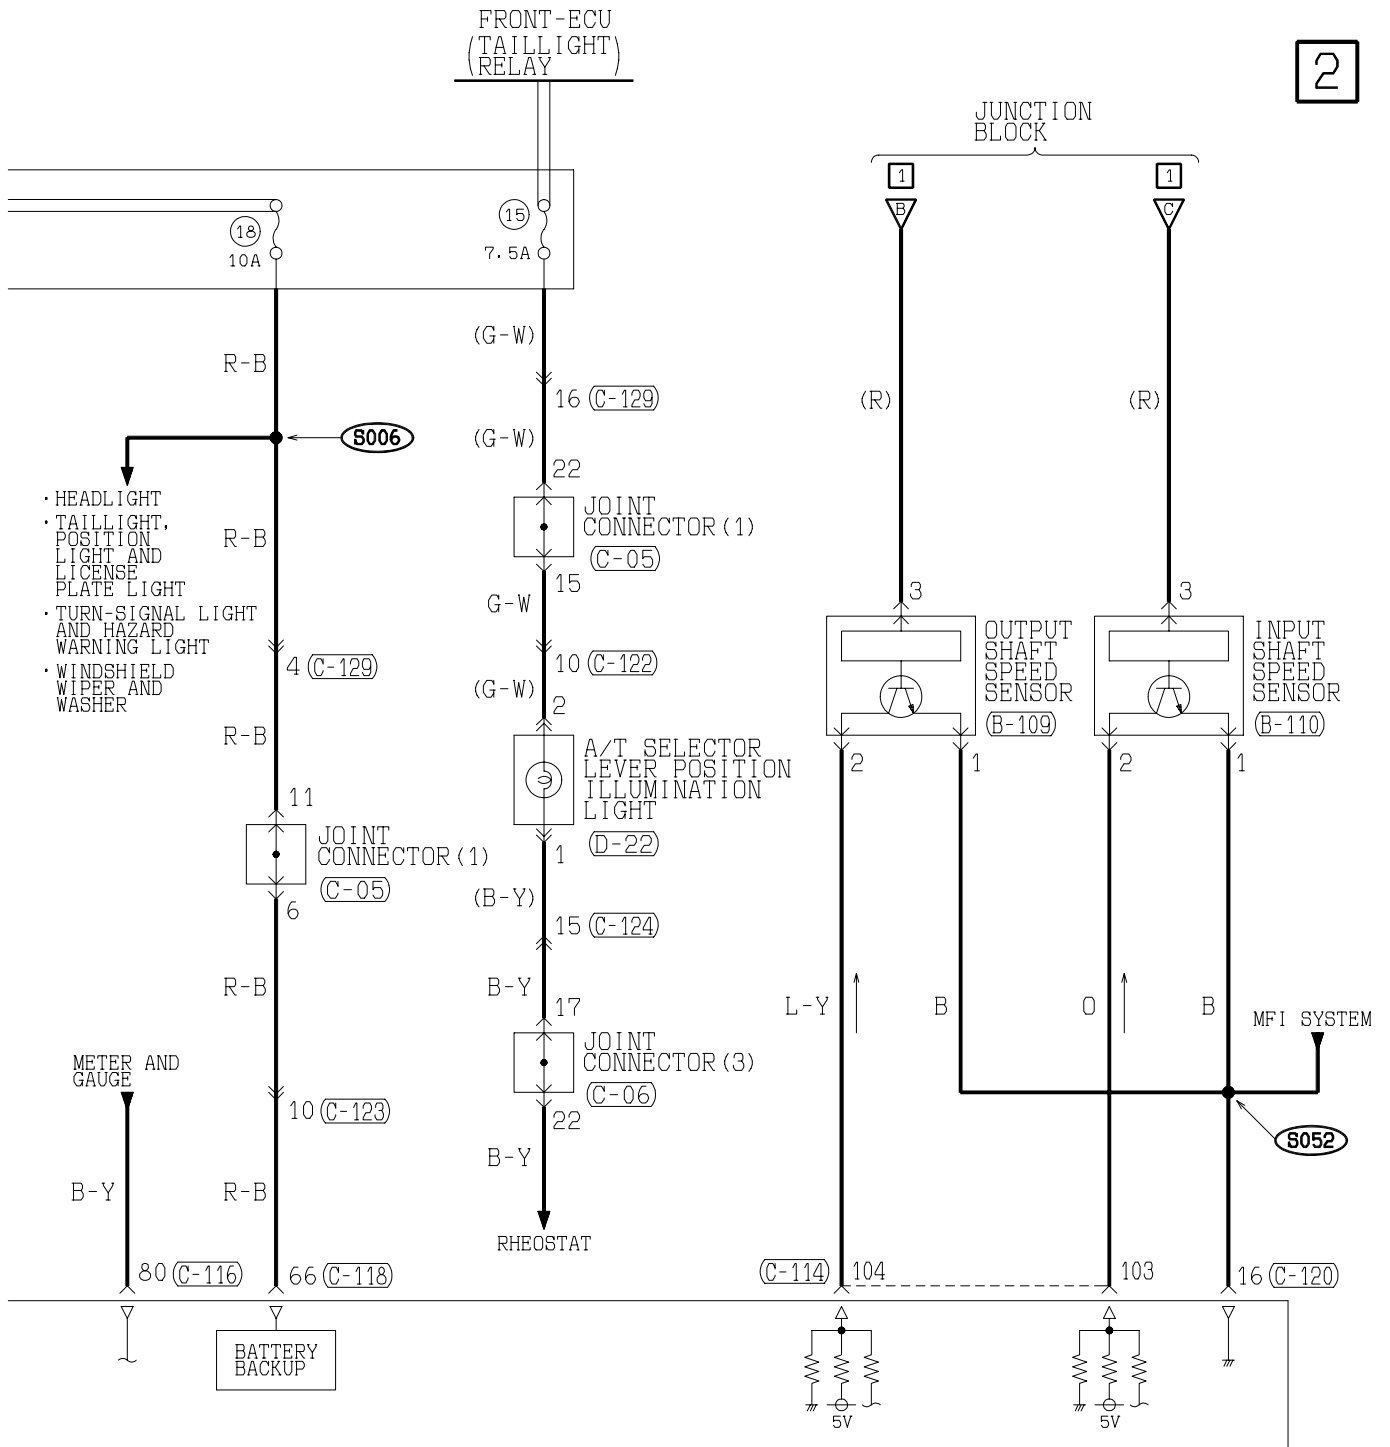 FRONT-ECU
(TAILLIGHT
RELAY)
2
JUNCTION
BLOCK
1
1
B
C
18
10A
15
7.5A
(G-W)
R-B
16 (C-129)
(R)
(R)
(G-W)
S006
22
· HEADLIGHT
· TAILLIGHT,
POSITION
LIGHT AND
LICENSE
PLATE LIGHT
· TURN-SIGNAL LIGHT
AND HAZARD
WARNING LIGHT
· WINDSHIELD
WIPER AND
WASHER
R-B
JOINT
CONNECTOR(1)
(C-05)
15
G-W
3
3
4 (C-129)
10 (C-122)
(G-W)
2
OUTPUT
SHAFT
SPEED
SENSOR
(B-109)
INPUT
SHAFT
SPEED
SENSOR
(B-110)
R-B
A/T SELECTOR
LEVER POSITION
ILLUMINATION
LIGHT
(D-22)
2
1
2
1
11
JOINT
CONNECTOR(1)
(C-05)
6
1
(B-Y)
15 (C-124)
R-B
B-Y
17
L-Y
B
O
B
MFI SYSTEM
JOINT
CONNECTOR(3)
(C-06)
22
METER AND
GAUGE
10 (C-123)
S052
B-Y
B-Y
R-B
RHEOSTAT
80 (C-116)
66 (C-118)
(C-114) 104
103
16 (C-120)
BATTERY
BACKUP
5V
5V